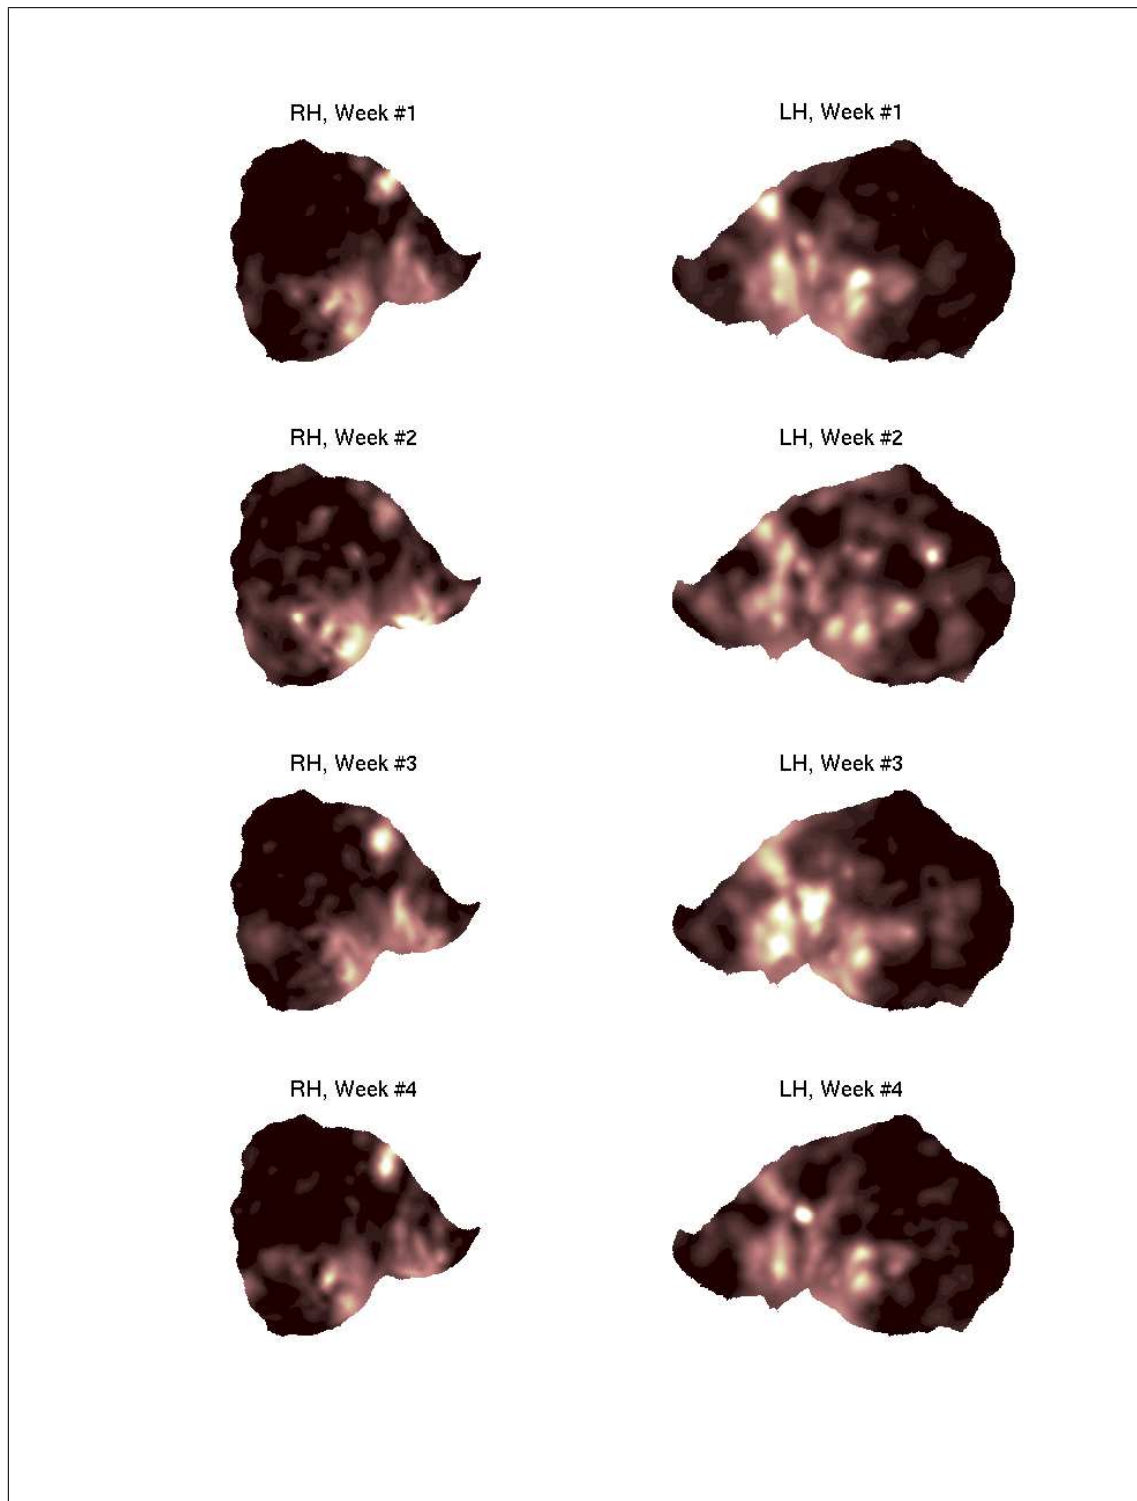 RH, Week #1
LH, Week #1
RH, Week #2
LH, Week #2
RH, Week #3
LH, Week #3
RH, Week #4
LH, Week #4